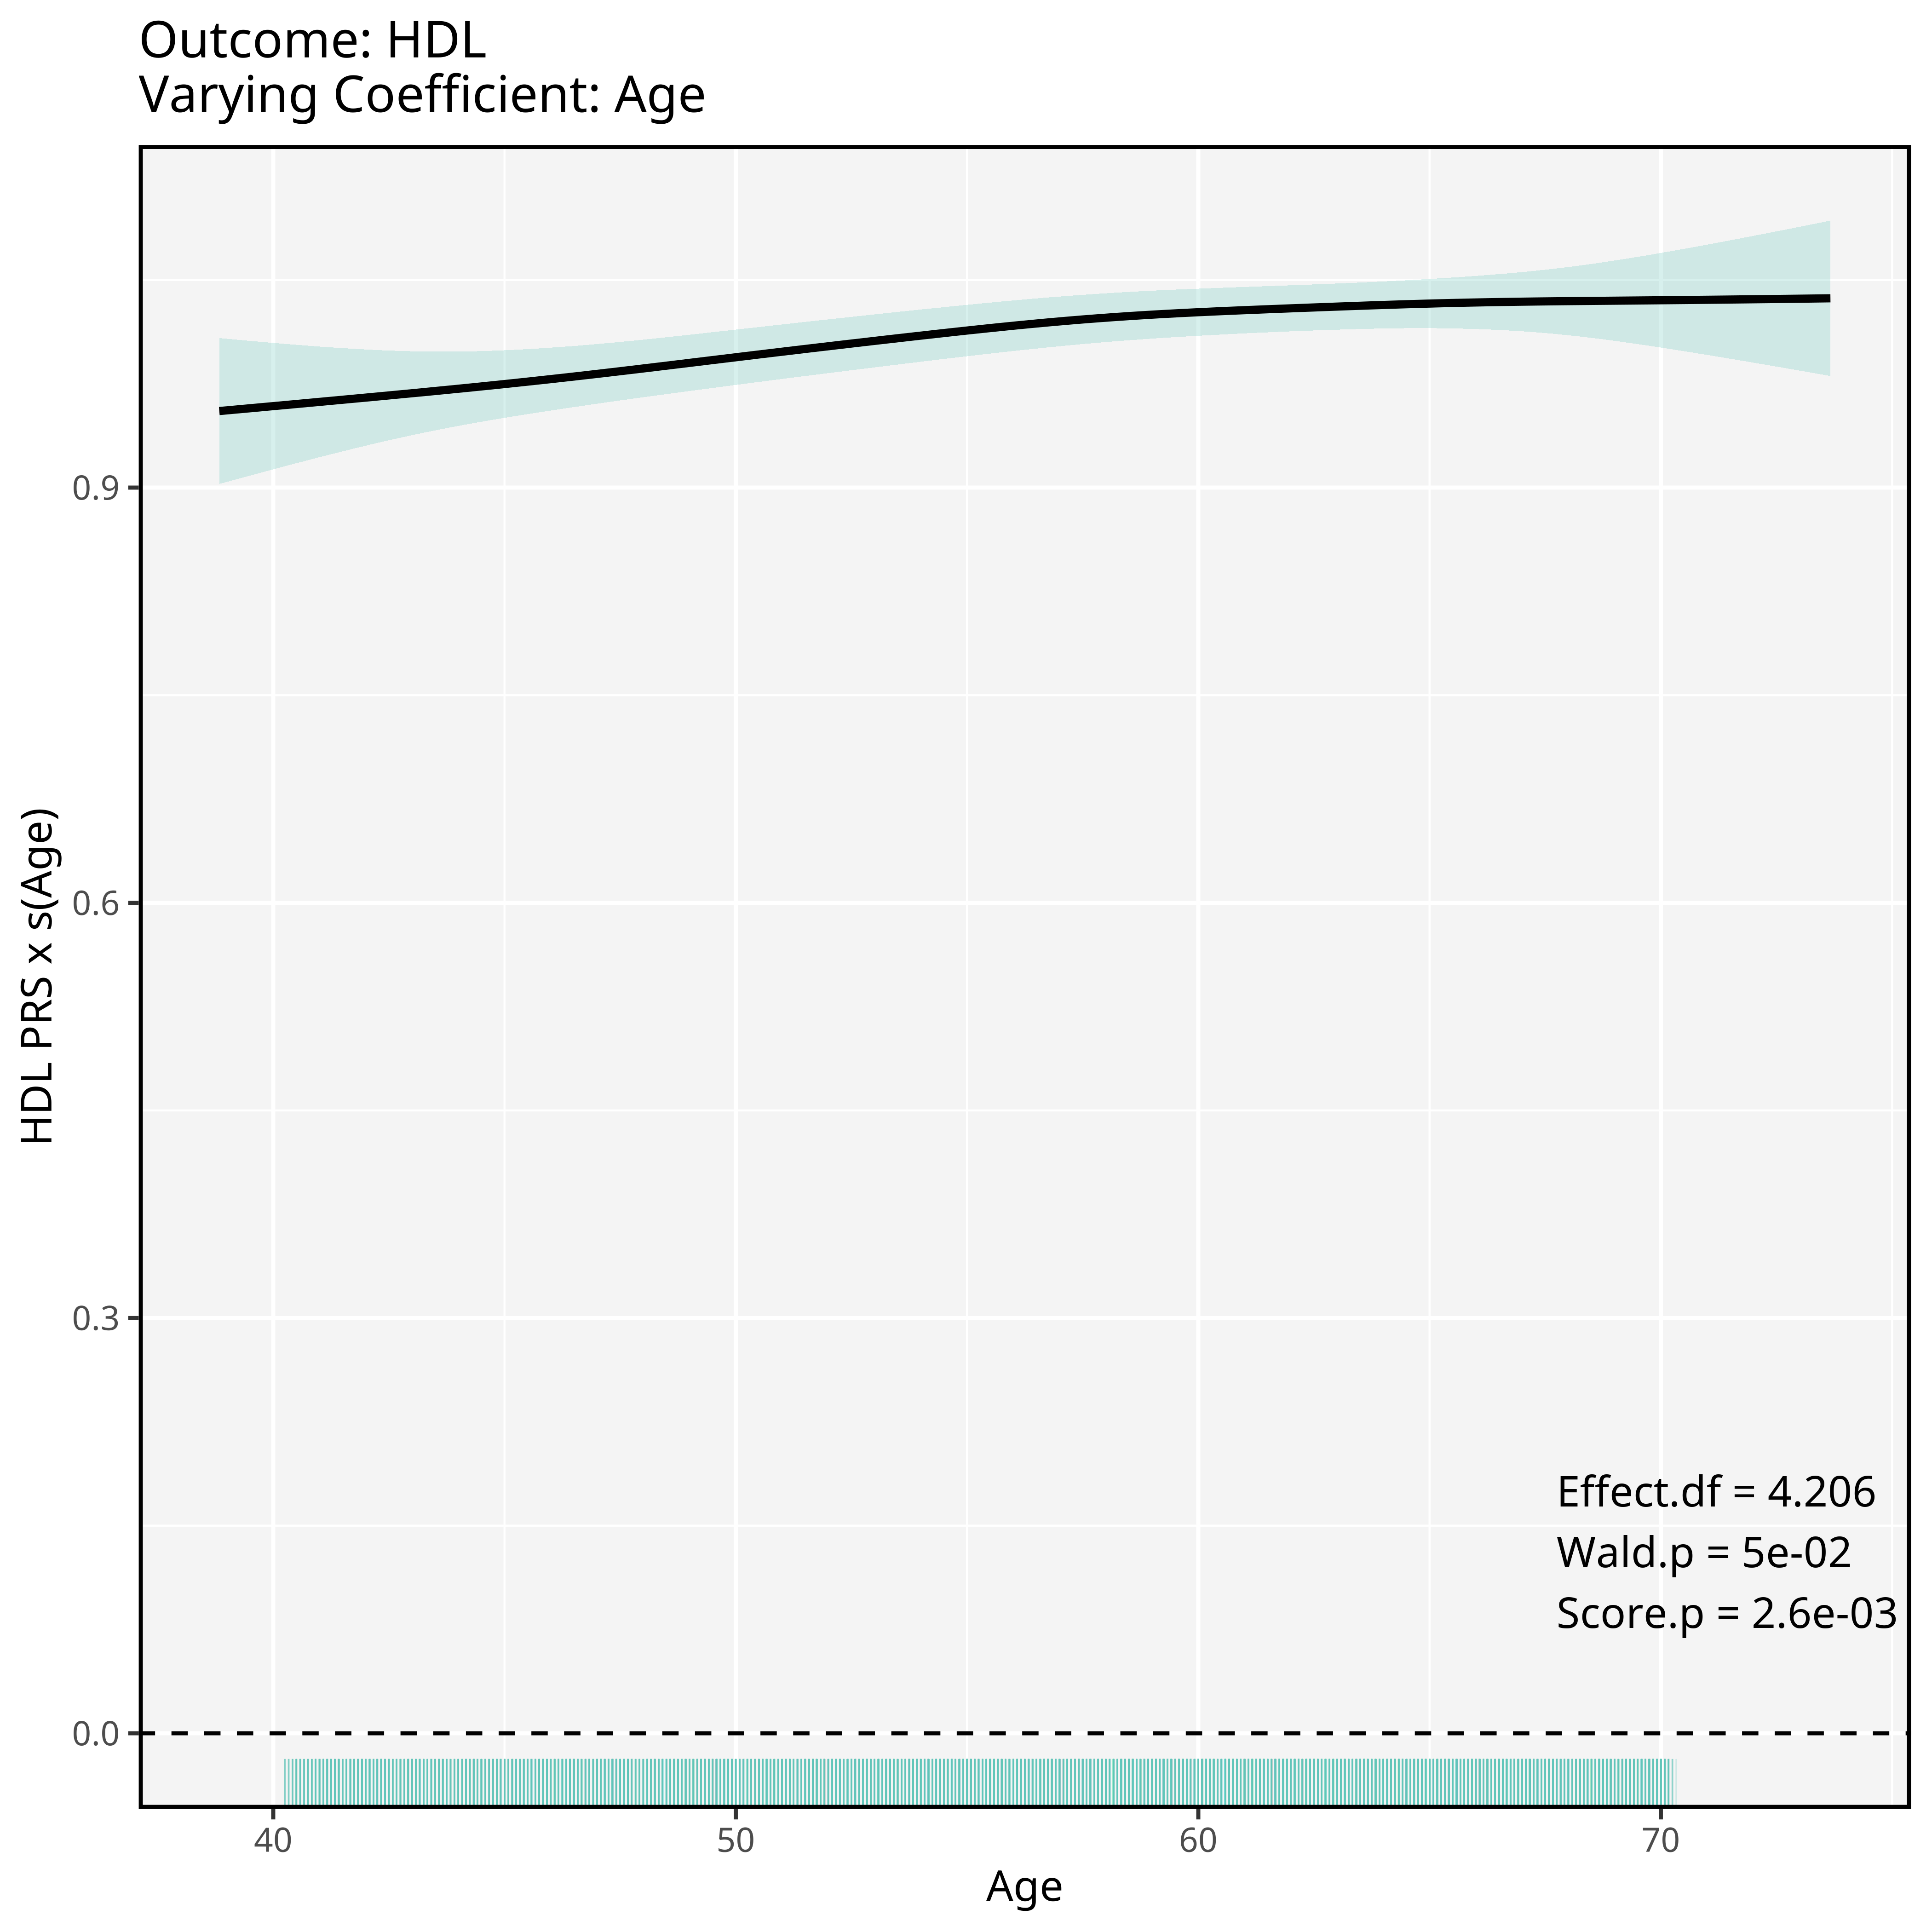 Outcome: HDL
Varying Coefficient: Age
HDL PRS x s(Age)
0.9
0.6
0.3
0.0
Effect.df = 4.206
Wald.p = 5e-02
Score.p = 2.6e-03
40 50 60 70
Age